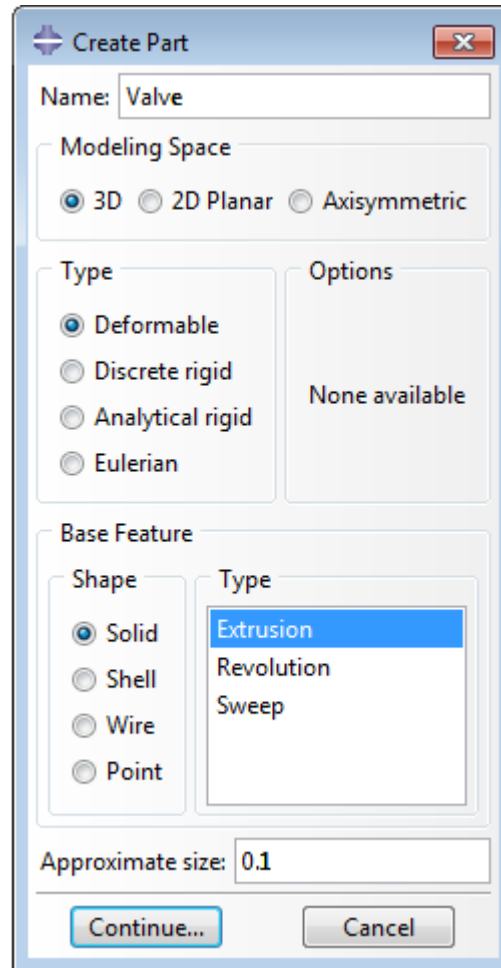 Create Part
Name: Valve
Modeling Space
3D 2D Planar Axisymmetric
Type
Deformable
Discrete rigid
Analytical rigid
Eulerian
Options
None available
Base Feature
Shape
Solid
Shell
Wire
Point
Type
Extrusion
Revolution
Sweep
Approximate size: 0.1
Continue... Cancel